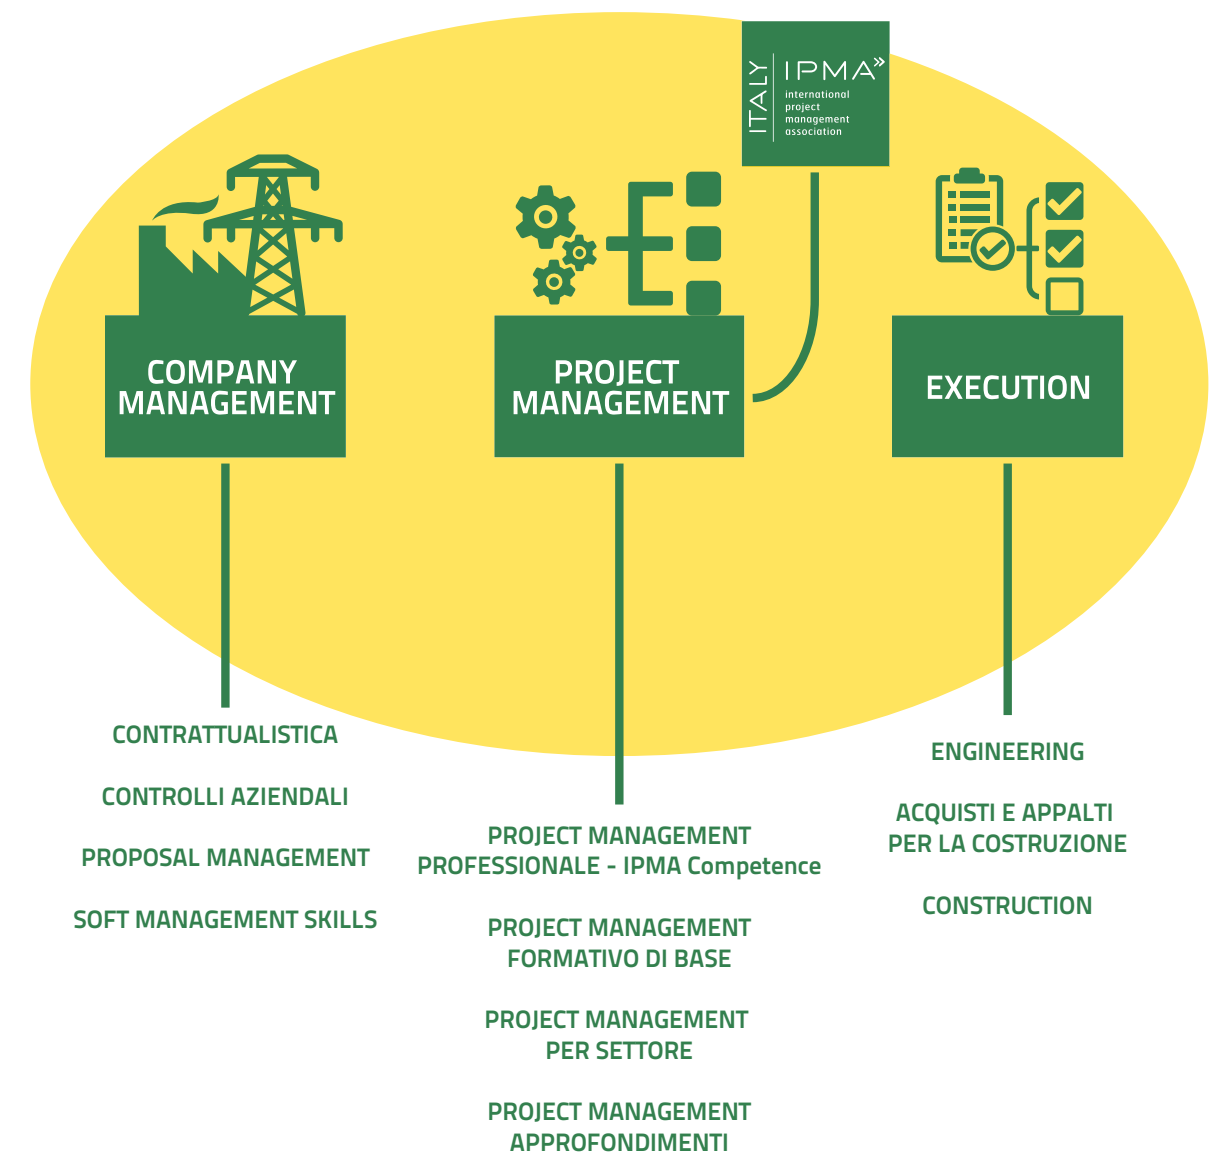 ITALY
IPMA»
international
project
management
association
COMPANY
MANAGEMENT
PROJECT
MANAGEMENT
EXECUTION
CONTRATTUALISTICA
CONTROLLI AZIENDALI
PROPOSAL MANAGEMENT
SOFT MANAGEMENT SKILLS
PROJECT MANAGEMENT
PROFESSIONALE - IPMA Competence
PROJECT MANAGEMENT
FORMATIVO DI BASE
PROJECT MANAGEMENT
PER SETTORE
PROJECT MANAGEMENT
APPROFONDIMENTI
ENGINEERING
ACQUISTI E APPALTI
PER LA COSTRUZIONE
CONSTRUCTION